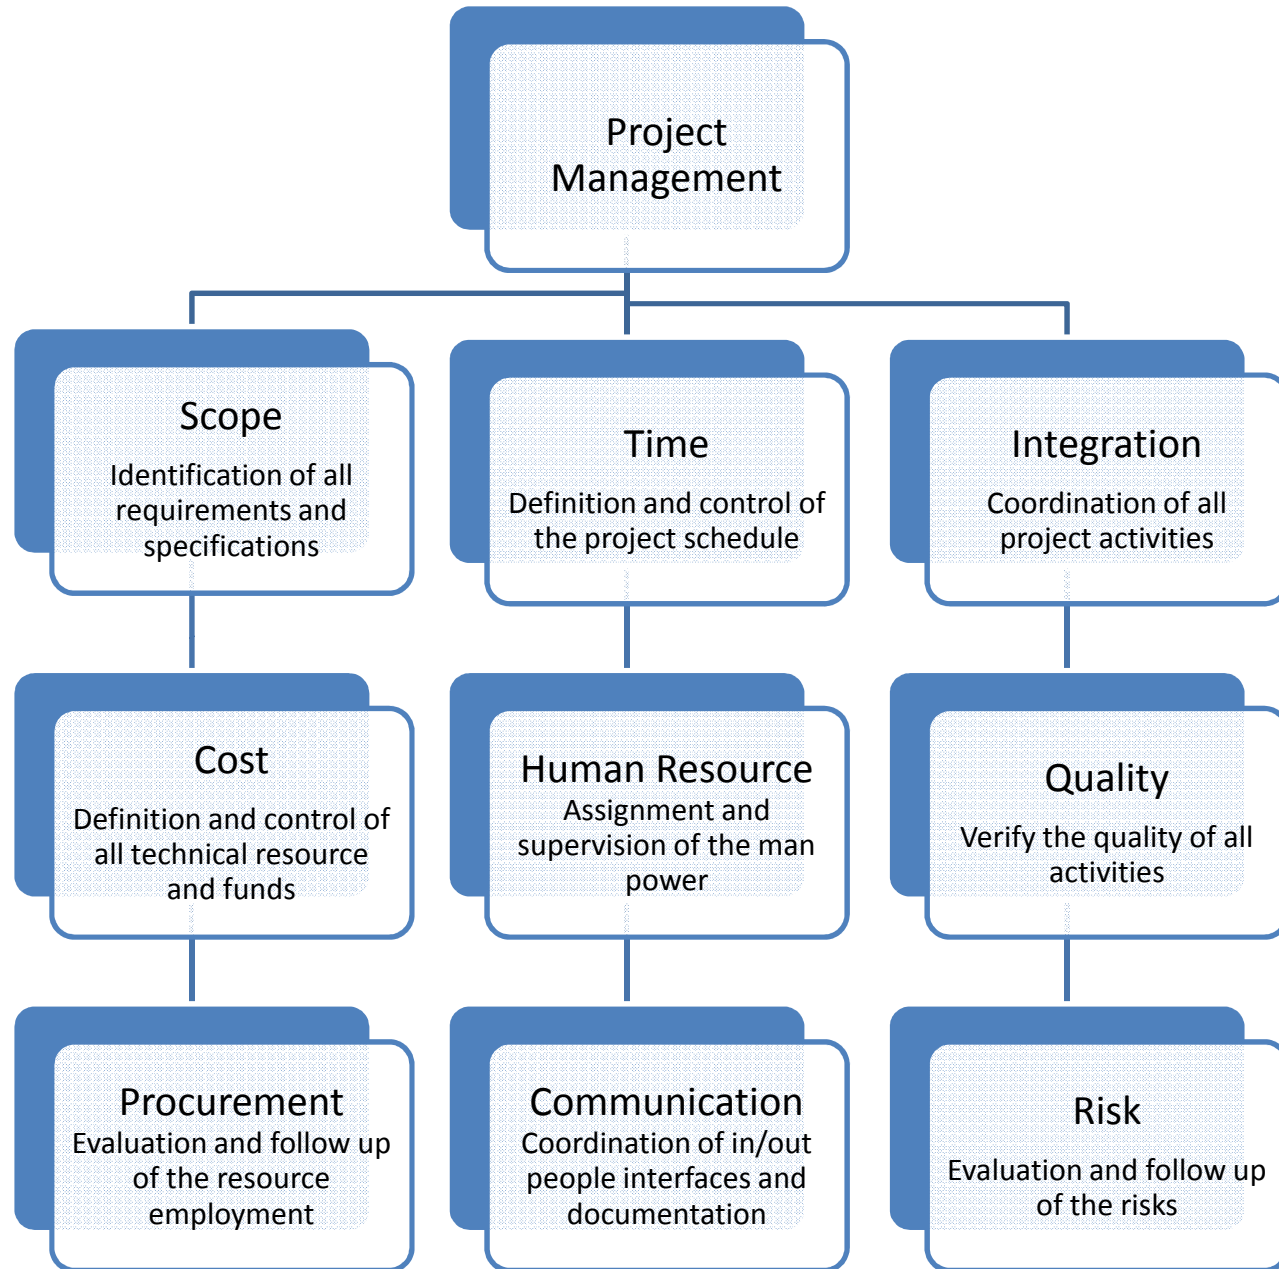 Project
Management
Scope
Identification of all
requirements and
specifications
Time
Definition and control of
the project schedule
Integration
Coordination of all
project activities
Cost
Definition and control of
all technical resource
and funds
Human Resource
Assignment and
supervision of the man
power
Quality
Verify the quality of all
activities
Procurement
Evaluation and follow up
of the resource
employment
Communication
Coordination of in/out
people interfaces and
documentation
Risk
Evaluation and follow up
of the risks